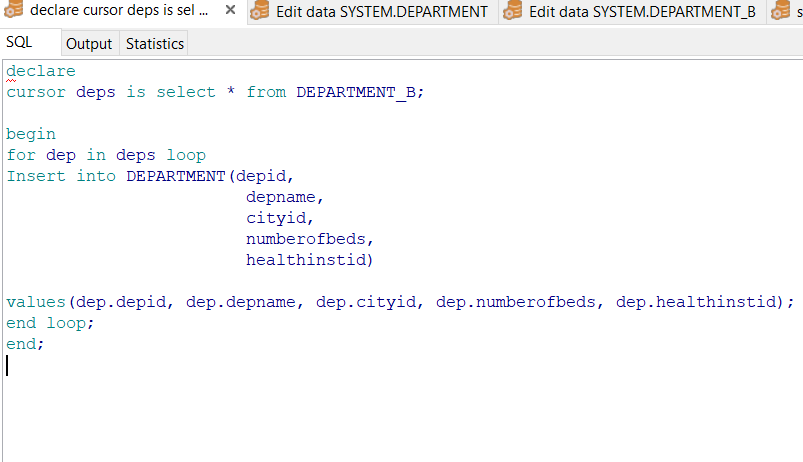 declare cursor deps is sel ... Edit data SYSTEM.DEPARTMENT Edit data SYSTEM.DEPARTMENT_B s
SQL Output Statistics
declare
cursor deps is select * from DEPARTMENT_B;
begin
for dep in deps loop
Insert into DEPARTMENT(depid,
depname,
cityid,
numberofbeds,
healthinstid)
values(dep.depid, dep.depname, dep.cityid, dep.numberofbeds, dep.healthinstid);
end loop;
end;